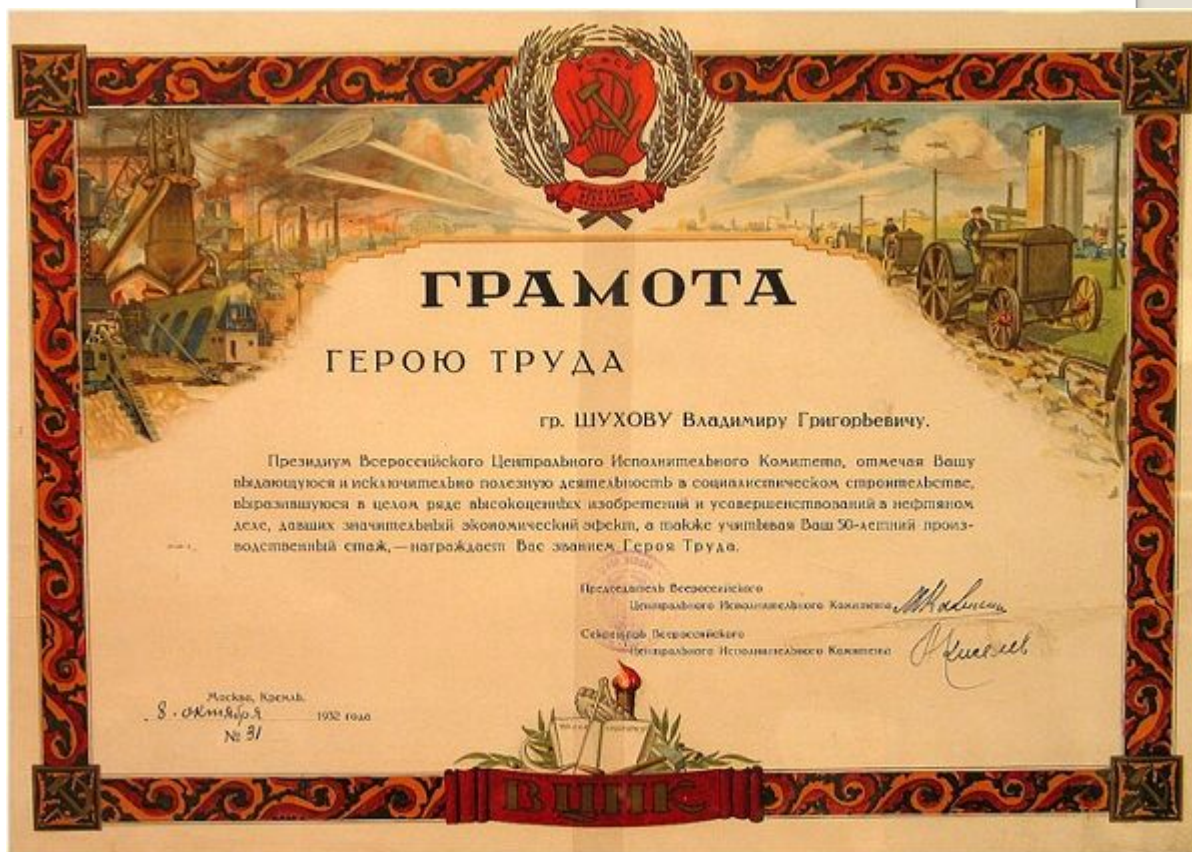 ГРАМОТА
ГЕРОЮ ТРУДА
гр. ШУХОВУ Владимиру Григорьевичу.
Президиум Всероссийского Центрального Исполнительного Комитета, отмечая Вашу
выдающуюся и исключительно полезную деятельность в социалистическом строительстве,
выразившуюся в целом ряде высокоценных изобретений и усовершенствований в нефтяном
деле, давших значительный экономический эфект, а также учитывая Ваш 50-летний произ-
водственный стаж, — награждает Вас званием Героя Труда.
Председатель Всероссийского
Центрального Исполнительного Комитета
Секретарь Всероссийского
Центрального Исполнительного Комитета
Москва, Кремль.
8 · октября 1932 года
№ 31
ВЦИК